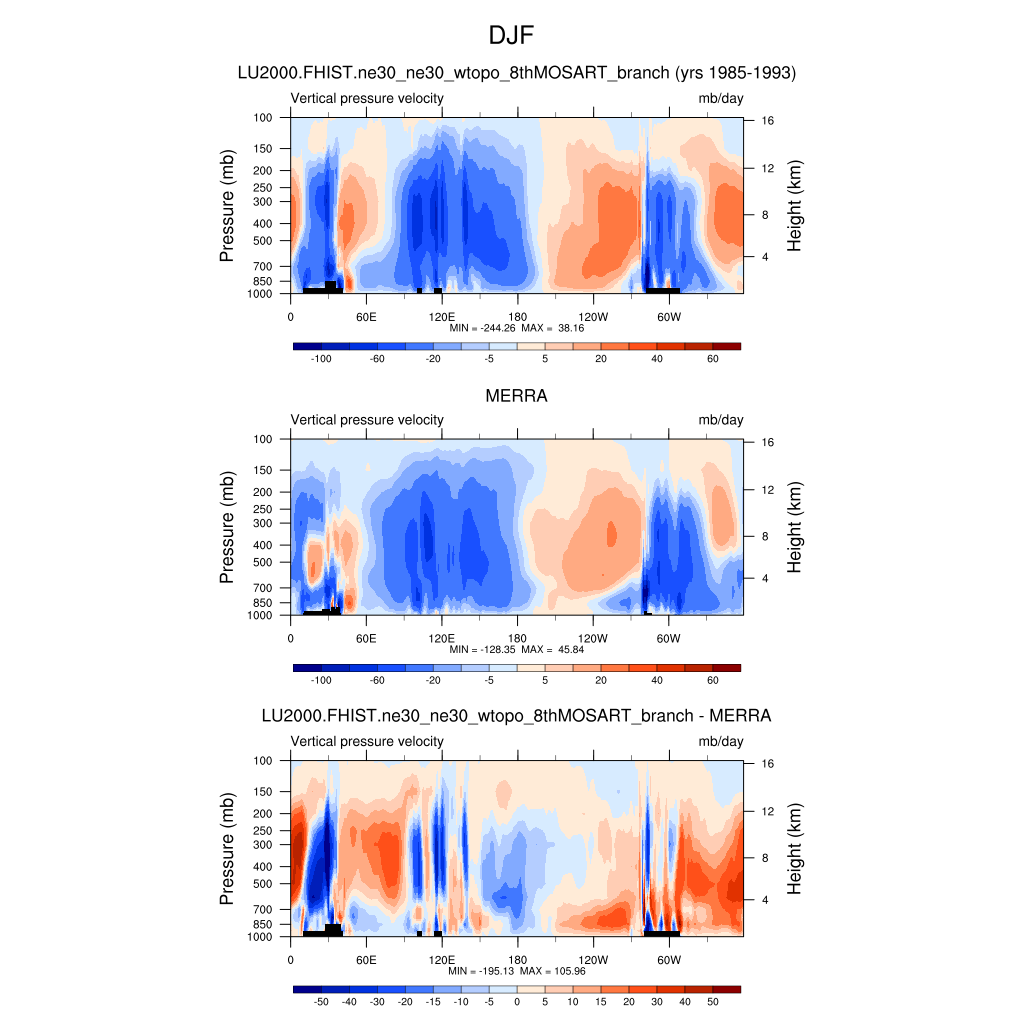 DJF
LU2000.FHIST.ne30_ne30_wtopo_8thMOSART_branch (yrs 1985-1993)
Vertical pressure velocity mb/day
Pressure (mb)
100
150
200
250
300
400
500
700
850
1000
16
12
8
4
Height (km)
0 60E 120E 180 120W 60W
MIN = -244.26 MAX = 38.16
-100 -60 -20 -5 5 20 40 60
MERRA
Vertical pressure velocity mb/day
Pressure (mb)
100
150
200
250
300
400
500
700
850
1000
16
12
8
4
Height (km)
0 60E 120E 180 120W 60W
MIN = -128.35 MAX = 45.84
-100 -60 -20 -5 5 20 40 60
LU2000.FHIST.ne30_ne30_wtopo_8thMOSART_branch - MERRA
Vertical pressure velocity mb/day
Pressure (mb)
100
150
200
250
300
400
500
700
850
1000
16
12
8
4
Height (km)
0 60E 120E 180 120W 60W
MIN = -195.13 MAX = 105.96
-50 -40 -30 -15 -10 -5 0 5 10 15 20 30 40 50